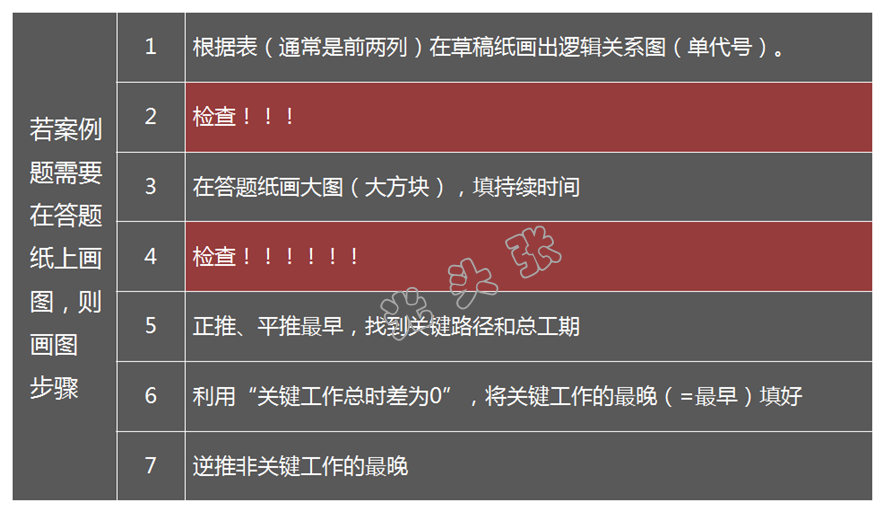 若案例
题需要
在答题
纸上画
图，则
画图
步骤
1 根据表（通常是前两列）在草稿纸画出逻辑关系图（单代号）。
2 检查！！！
3 在答题纸画大图（大方块），填持续时间
4 检查！！！！！！
5 正推、平推最早，找到关键路径和总工期
6 利用“关键工作总时差为0”，将关键工作的最晚（=最早）填好
7 逆推非关键工作的最晚
头张